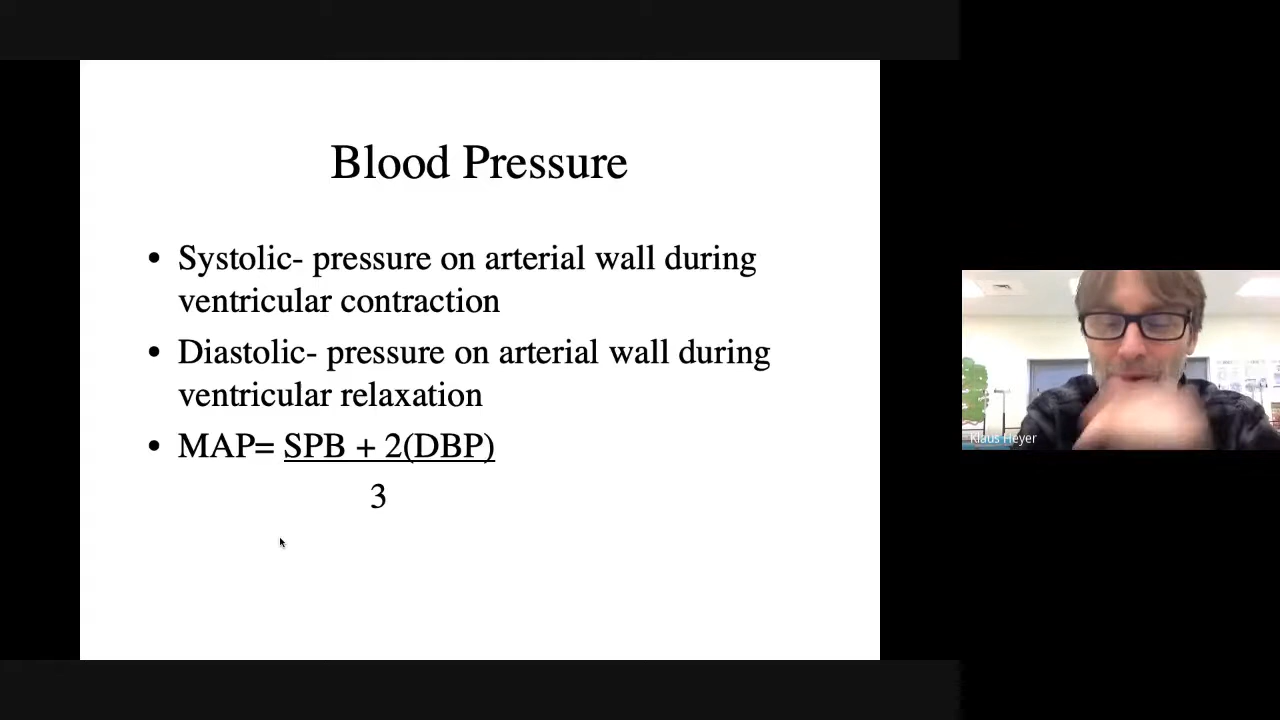 Blood Pressure
• Systolic- pressure on arterial wall during
ventricular contraction
• Diastolic- pressure on arterial wall during
ventricular relaxation
• MAP= SPB + 2(DBP)
3
Klaus Heyer